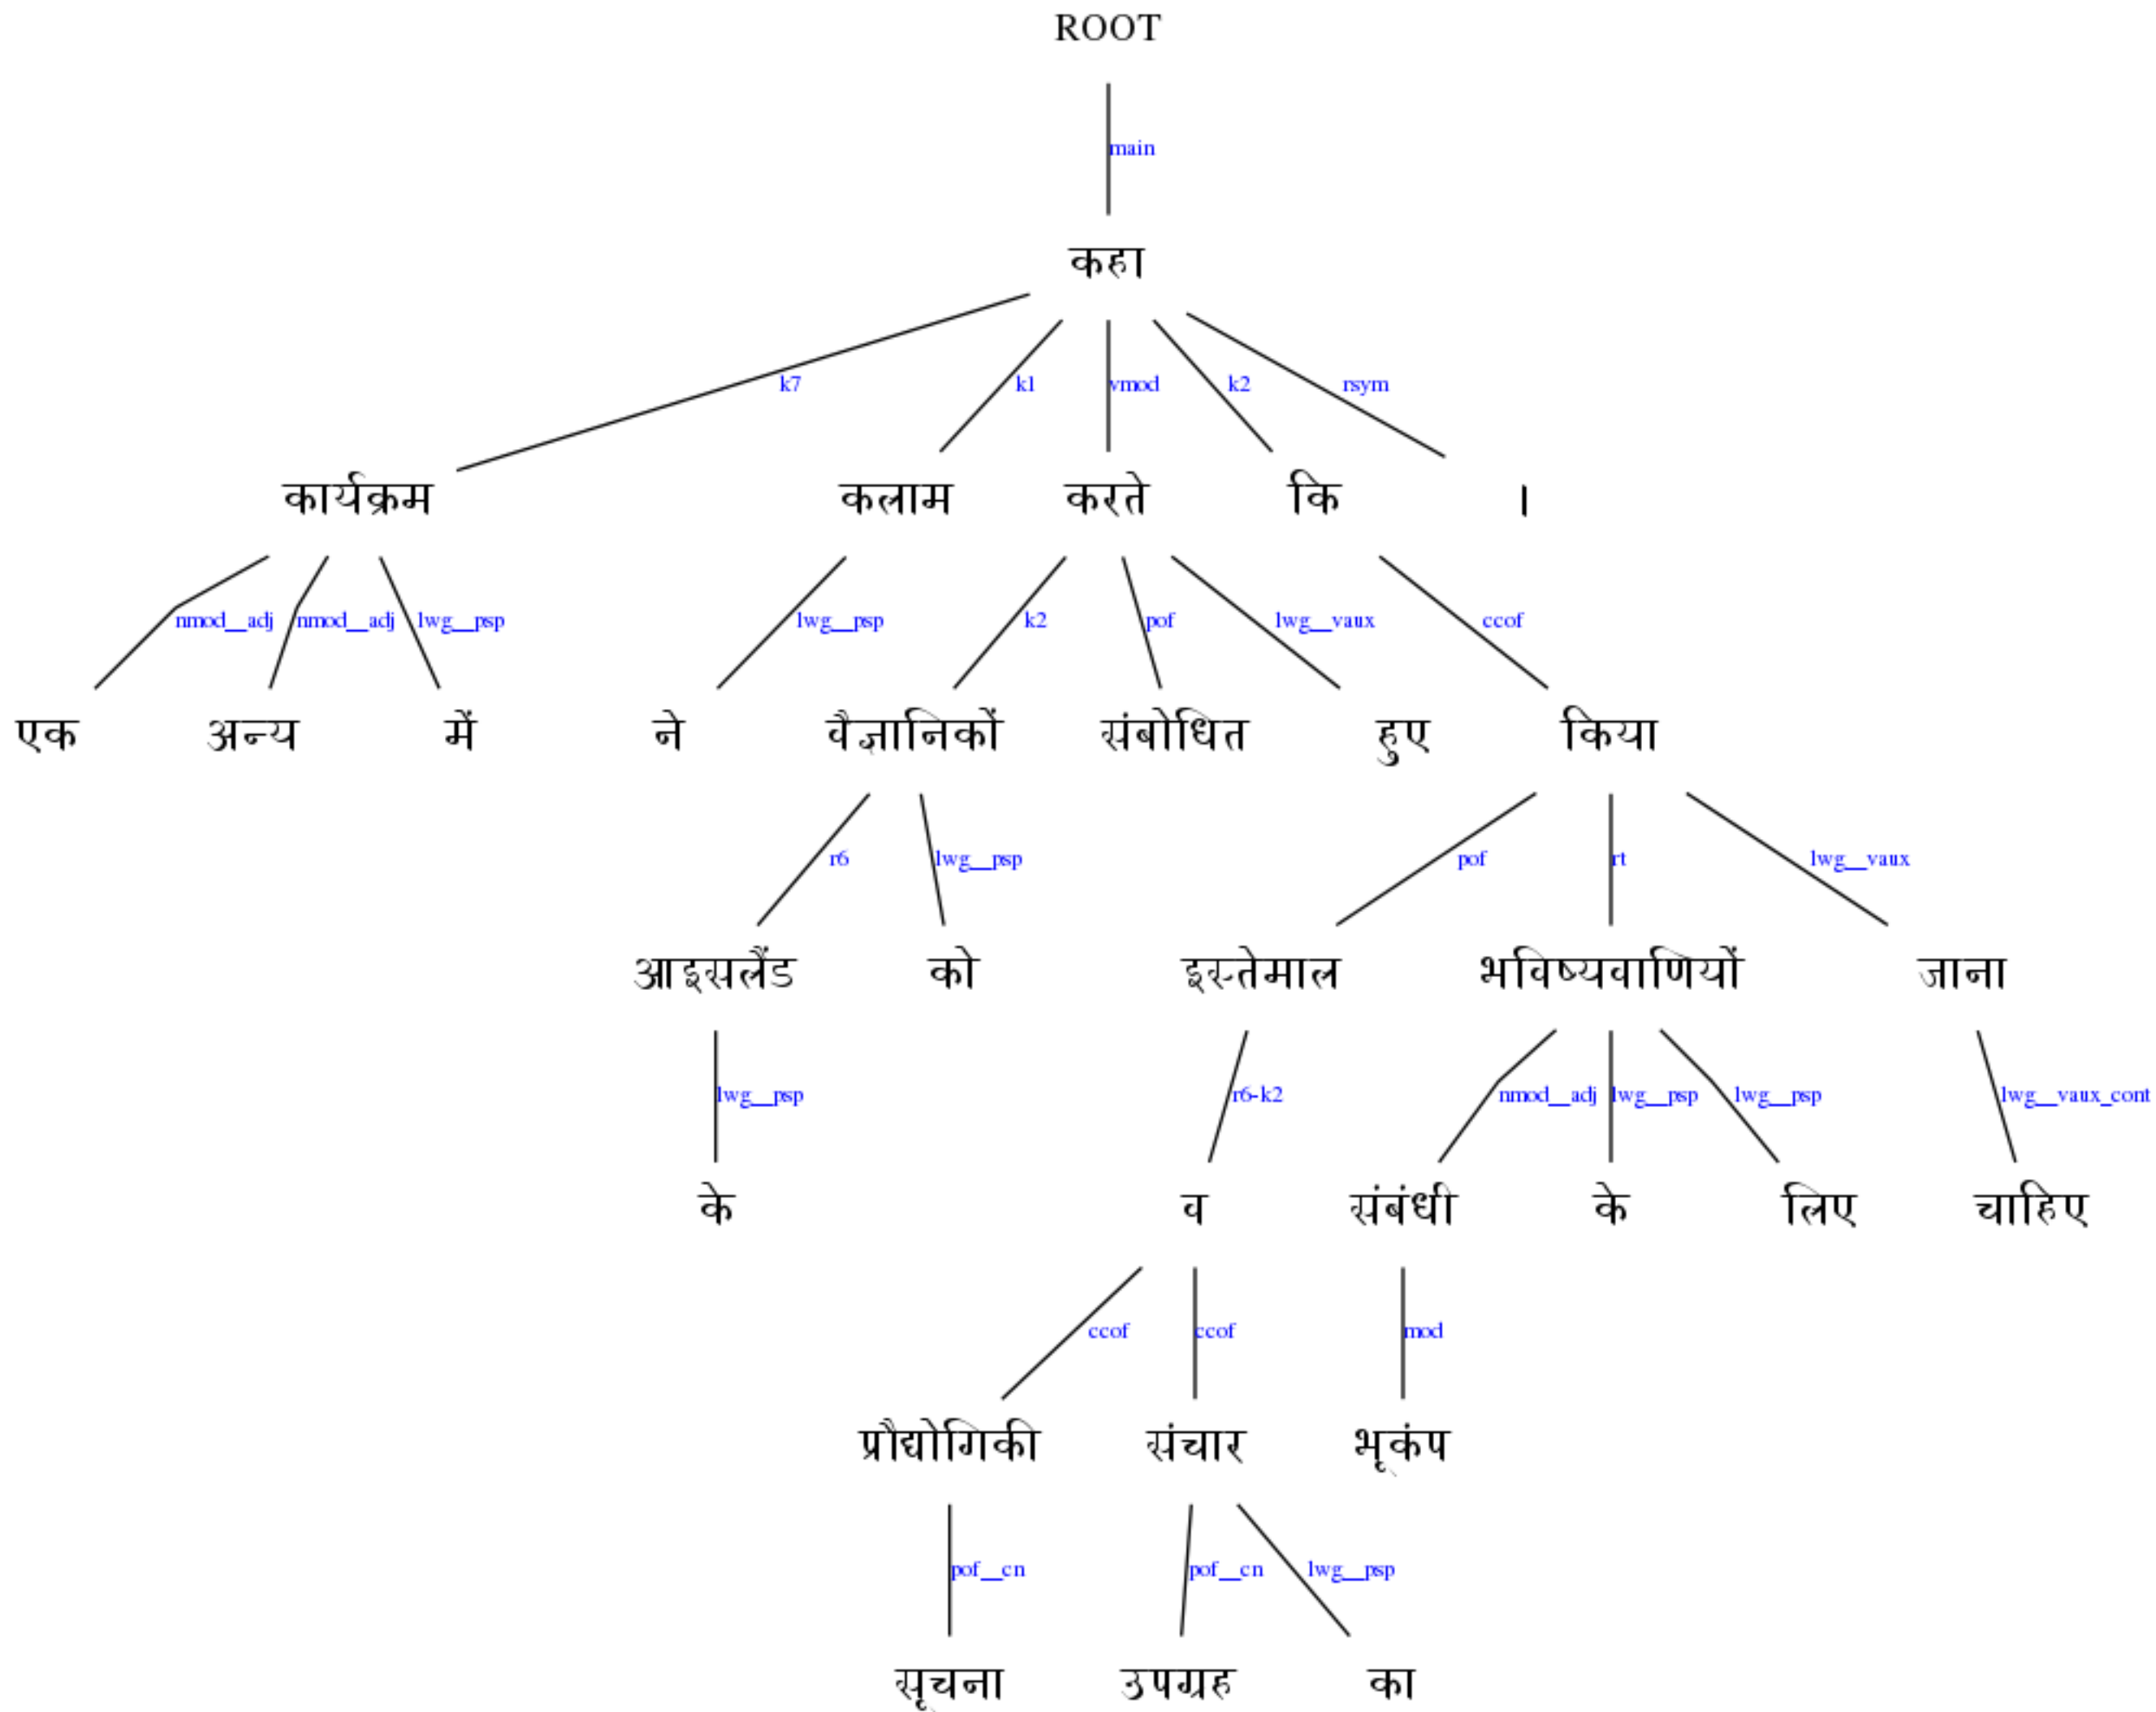 ROOT
main
कहा
k7 k1 vmod k2 rsym
कार्यक्रम कलाम करते कि ।
nmod__adj nmod__adj lwg__psp lwg__psp k2 pof lwg__vaux ccof
एक अन्य में ने वैज्ञानिकों संबोधित हुए किया
r6 lwg__psp pof rt lwg__vaux
आइसलैंड को इस्तेमाल भविष्यवाणियों जाना
lwg__psp r6-k2 nmod__adj lwg__psp lwg__psp lwg__vaux_cont
के व संबंधी के लिए चाहिए
ccof ccof mod
प्रौद्योगिकी संचार भूकंप
pof__cn pof__cn lwg__psp
सूचना उपग्रह का